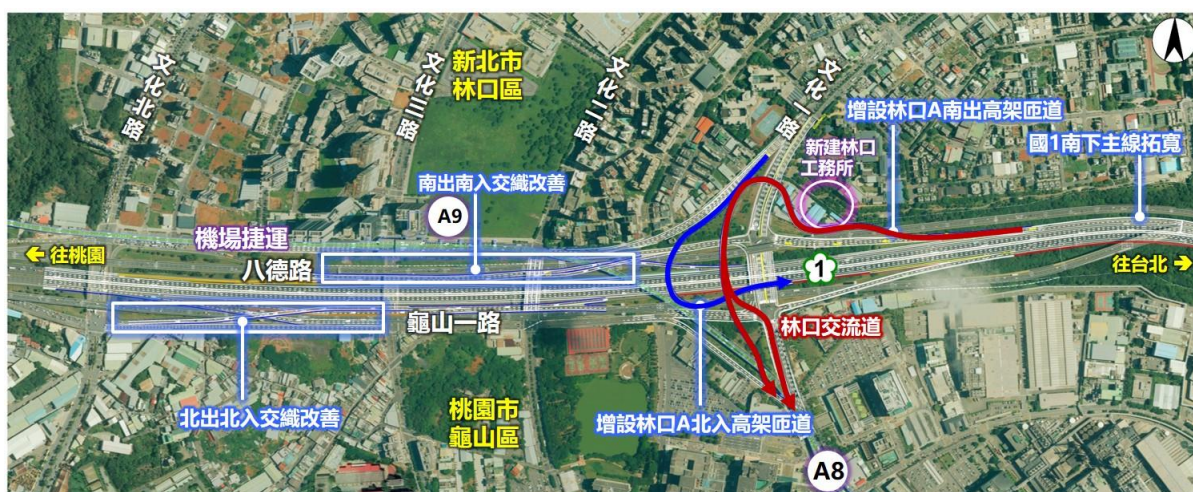 文化北路
文化三路
新北市
林口區
文化二路
文化一路
增設林口A南出高架匝道
新建林口
工務所
國1南下主線拓寬
南出南入交織改善
A9
機場捷運
←往桃園
八德路
1
往台北→
龜山一路
林口交流道
北出北入交織改善
桃園市
龜山區
增設林口A北入高架匝道
A8